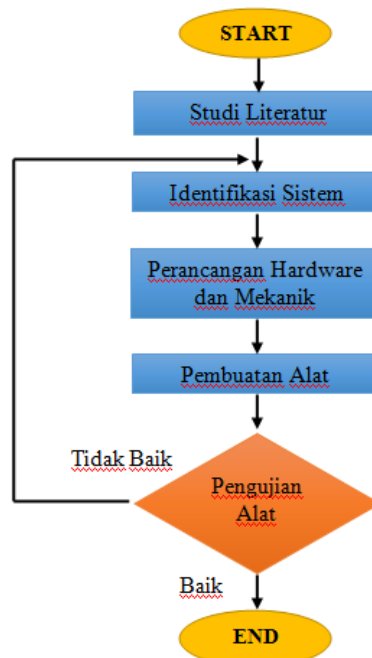 START
Studi Literatur
Identifikasi Sistem
Perancangan Hardware
dan Mekanik
Pembuatan Alat
Tidak Baik
Pengujian
Alat
Baik
END